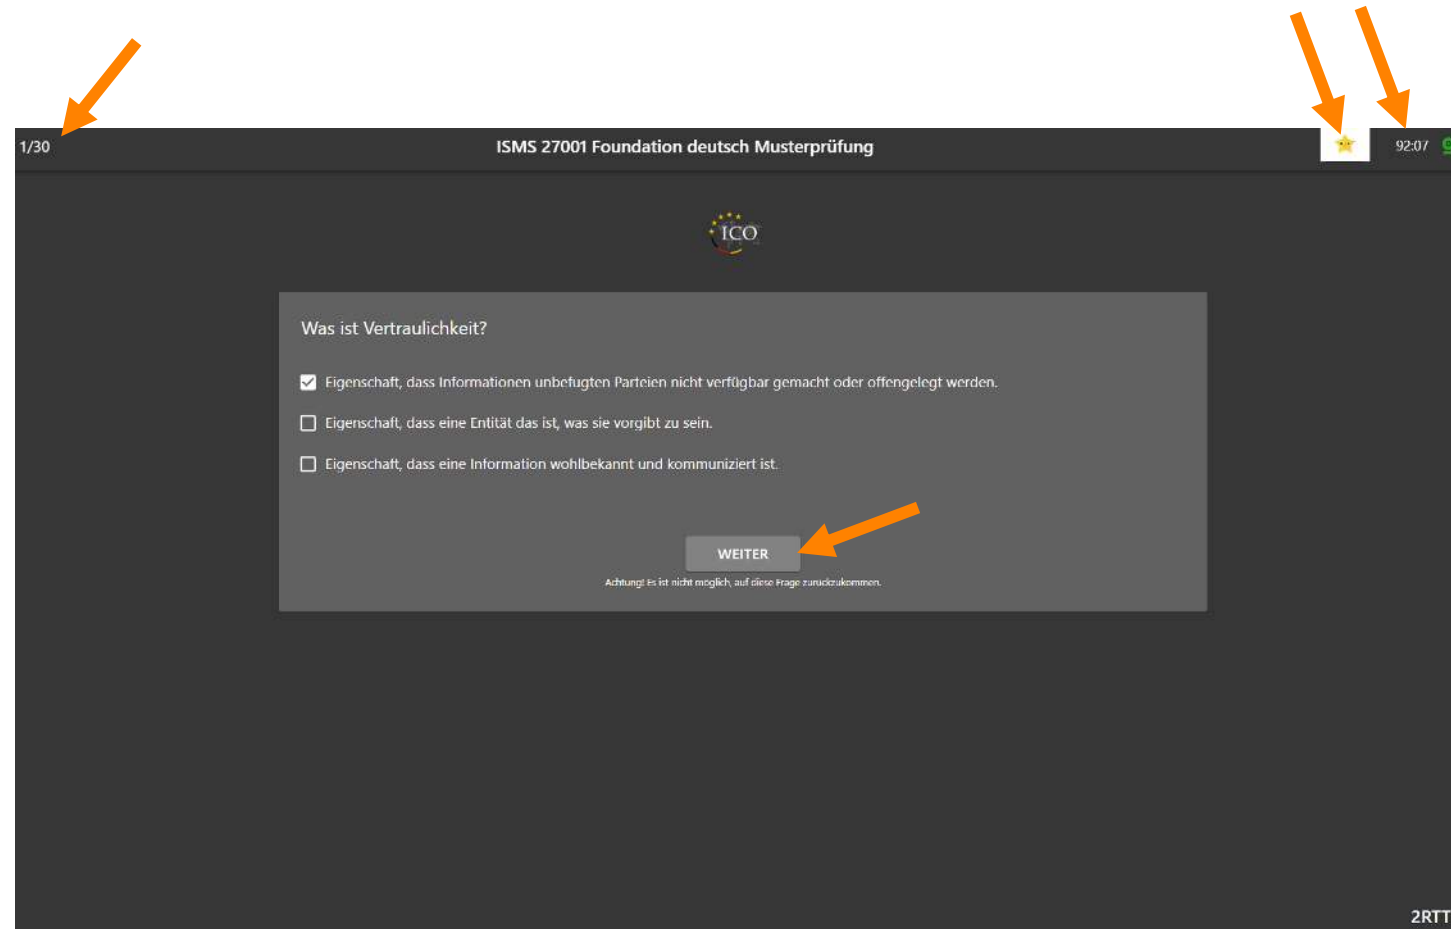 1/30
ISMS 27001 Foundation deutsch Musterprüfung
92:07
ICO
Was ist Vertraulichkeit?
Eigenschaft, dass Informationen unbefugten Parteien nicht verfügbar gemacht oder offengelegt werden.
Eigenschaft, dass eine Entität das ist, was sie vorgibt zu sein.
Eigenschaft, dass eine Information wohlbekannt und kommuniziert ist.
WEITER
Achtung! Es ist nicht möglich, auf diese Frage zurückzukommen.
2RTT